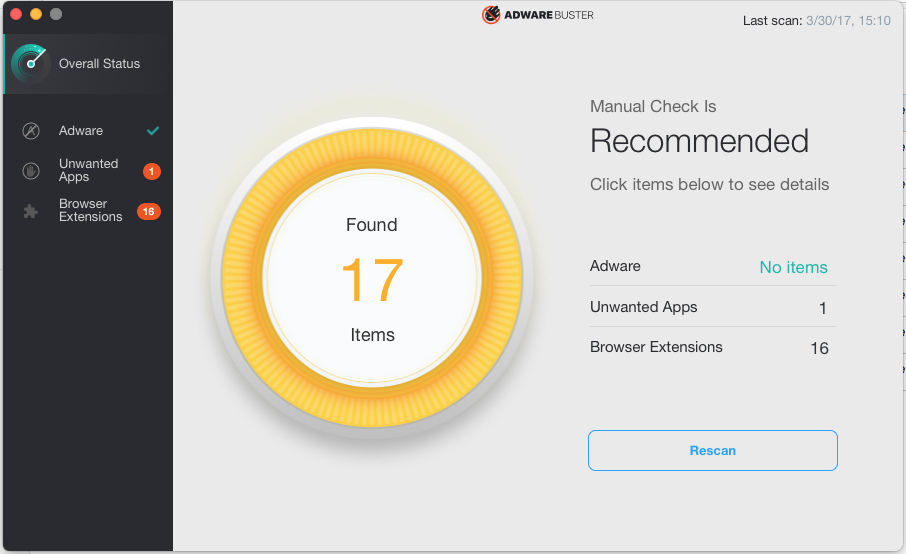 ADWAREBUSTER
Last scan: 3/30/17, 15:10
Overall Status
Adware
Unwanted
Apps
1
Browser
Extensions
16
Found
17
Items
Manual Check Is
Recommended
Click items below to see details
Adware No items
Unwanted Apps 1
Browser Extensions 16
Rescan